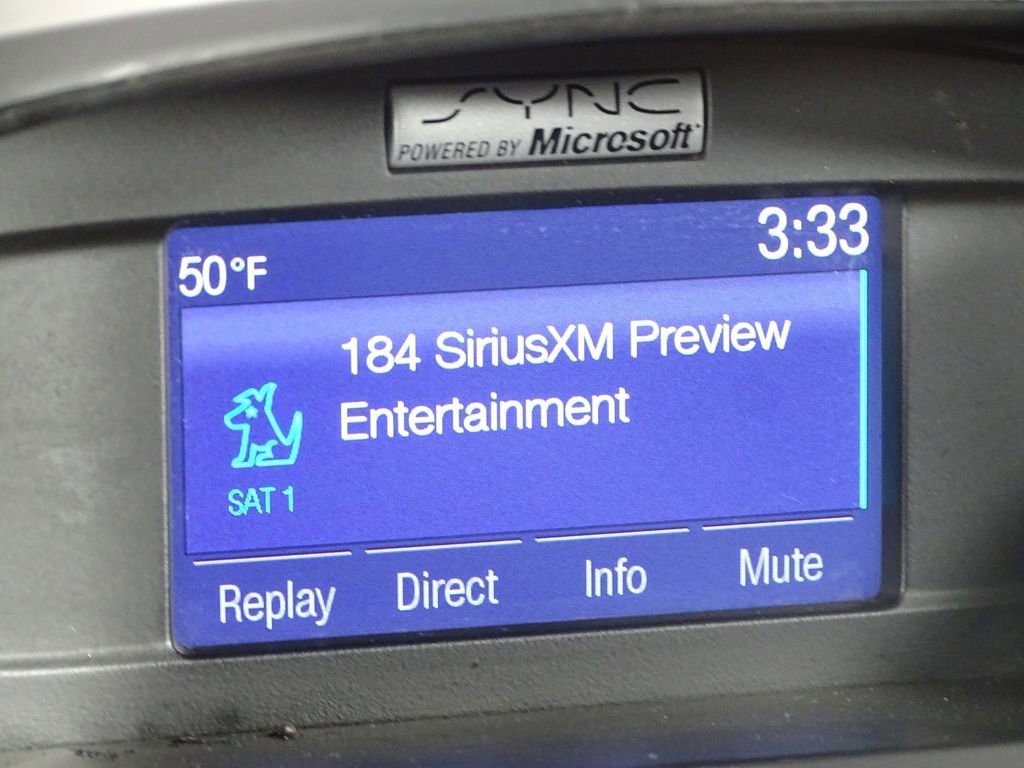 SYNC
POWERED BY Microsoft
50°F 3:33
184 SiriusXM Preview
Entertainment
SAT 1
Replay Direct Info Mute